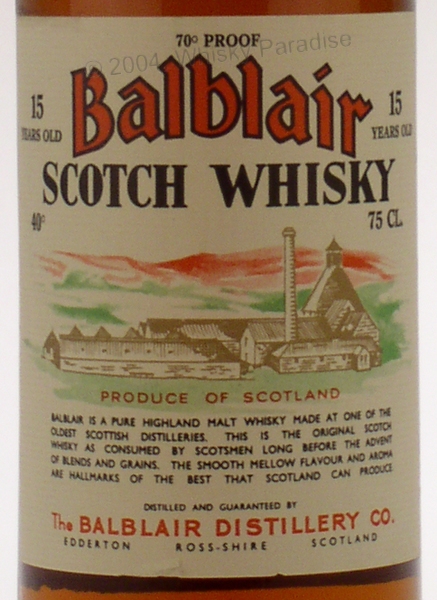 70° PROOF
© 2004 Whisky Paradise
Balblair
15 YEARS OLD
15 YEARS OLD
SCOTCH WHISKY
40°
75 CL.
PRODUCE OF SCOTLAND
BALBLAIR IS A PURE HIGHLAND MALT WHISKY MADE AT ONE OF THE
OLDEST SCOTTISH DISTILLERIES. THIS IS THE ORIGINAL SCOTCH
WHISKY AS CONSUMED BY SCOTSMEN LONG BEFORE THE ADVENT
OF BLENDS AND GRAINS. THE SMOOTH MELLOW FLAVOUR AND AROMA
ARE HALLMARKS OF THE BEST THAT SCOTLAND CAN PRODUCE
DISTILLED AND GUARANTEED BY
The BALBLAIR DISTILLERY CO.
EDDERTON ROSS-SHIRE SCOTLAND